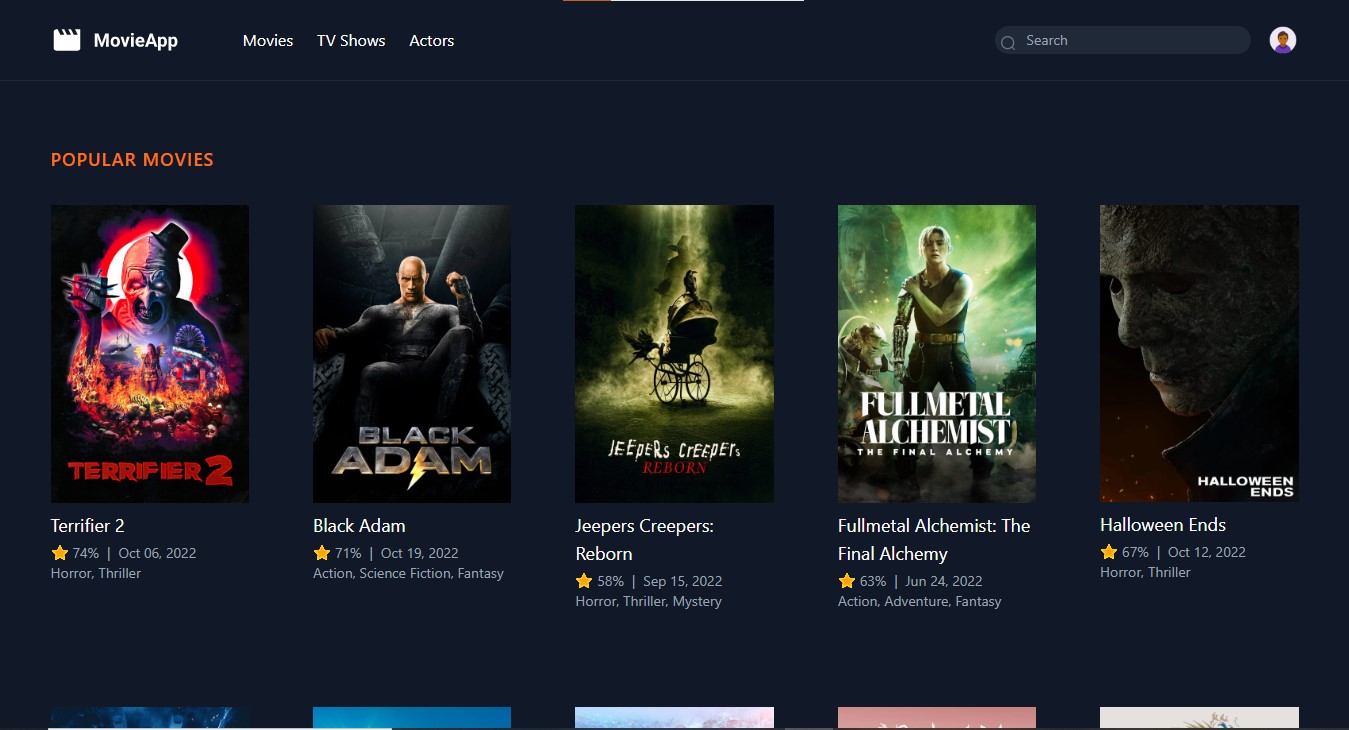 MovieApp
Movies
TV Shows
Actors
Search
POPULAR MOVIES
TERRIFIER 2
BLACK
ADAM
JEEPERS CREEPERS
REBORN
FULLMETAL
ALCHEMIST
THE FINAL ALCHEMY
HALLOWEEN
ENDS
Terrifier 2
74% | Oct 06, 2022
Horror, Thriller
Black Adam
71% | Oct 19, 2022
Action, Science Fiction, Fantasy
Jeepers Creepers:
Reborn
58% | Sep 15, 2022
Horror, Thriller, Mystery
Fullmetal Alchemist: The
Final Alchemy
63% | Jun 24, 2022
Action, Adventure, Fantasy
Halloween Ends
67% | Oct 12, 2022
Horror, Thriller